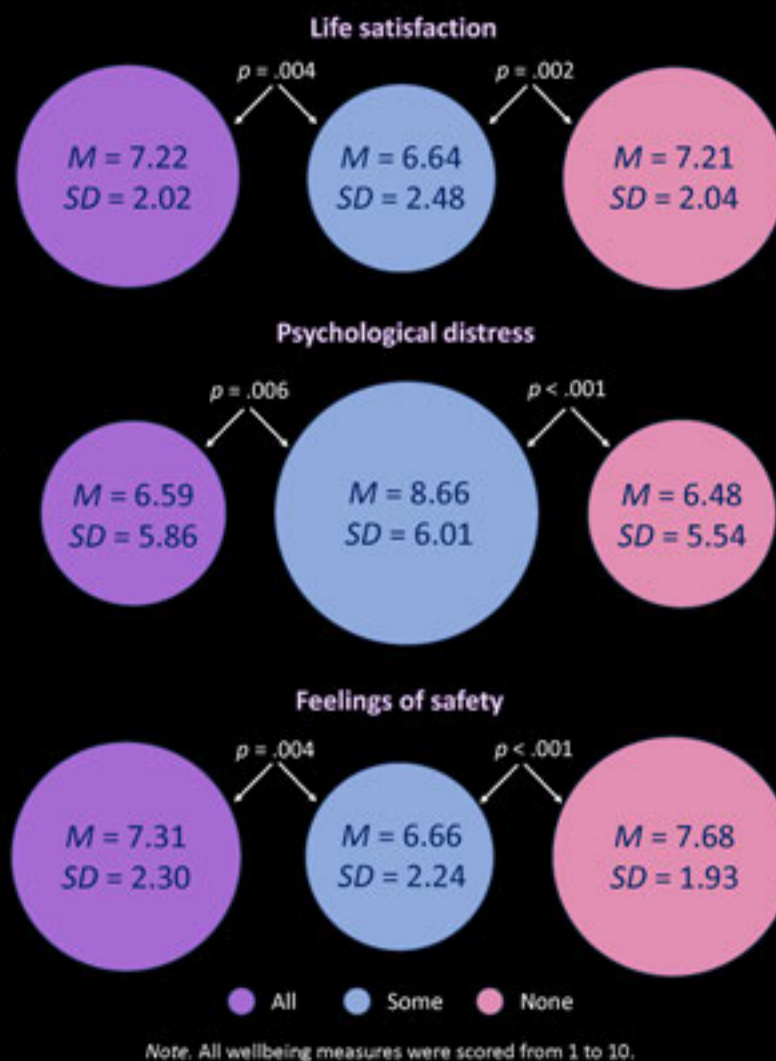 Life satisfaction
p = .004
p = .002
M = 7.22
SD = 2.02
M = 6.64
SD = 2.48
M = 7.21
SD = 2.04
Psychological distress
p = .006
p < .001
M = 6.59
SD = 5.86
M = 8.66
SD = 6.01
M = 6.48
SD = 5.54
Feelings of safety
p = .004
p < .001
M = 7.31
SD = 2.30
M = 6.66
SD = 2.24
M = 7.68
SD = 1.93
All
Some
None
Note. All wellbeing measures were scored from 1 to 10.